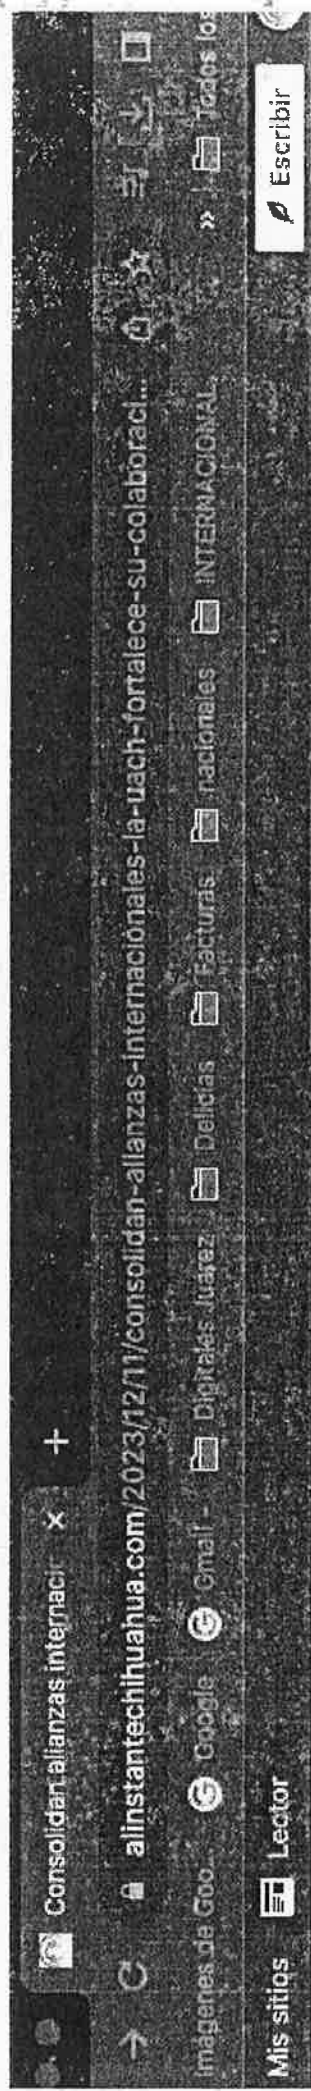 Consolidan alianzas internacio
alinstantechihuahua.com/2023/12/11/consolidan-alianzas-internacionales-la-uach-fortalece-su-colaboraci...
Imágenes de Goo... Google Gmail - Digitales Juárez Delicias Facturas nacionales INTERNACIONAL » Todos los
Mis sitios Lector Escribir